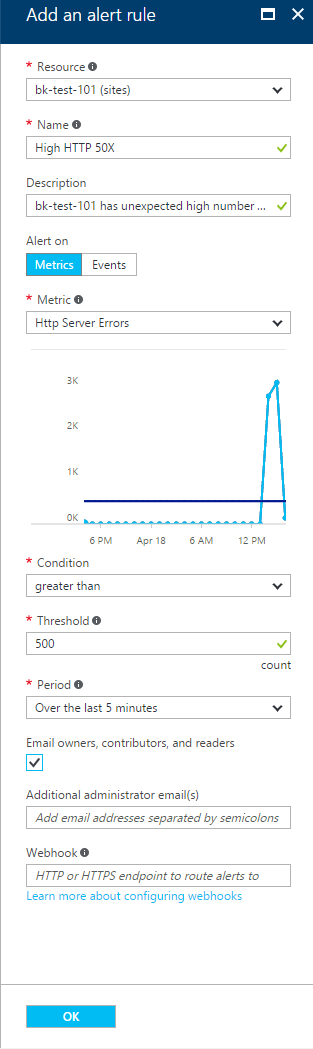 Add an alert rule
* Resource
bk-test-101 (sites)
* Name
High HTTP 50X
Description
bk-test-101 has unexpected high number ...
Alert on
Metrics Events
* Metric
Http Server Errors
3K
2K
1K
0K
6 PM Apr 18 6 AM 12 PM
* Condition
greater than
* Threshold
500
count
* Period
Over the last 5 minutes
Email owners, contributors, and readers
Additional administrator email(s)
Add email addresses separated by semicolons
Webhook
HTTP or HTTPS endpoint to route alerts to
Learn more about configuring webhooks
OK